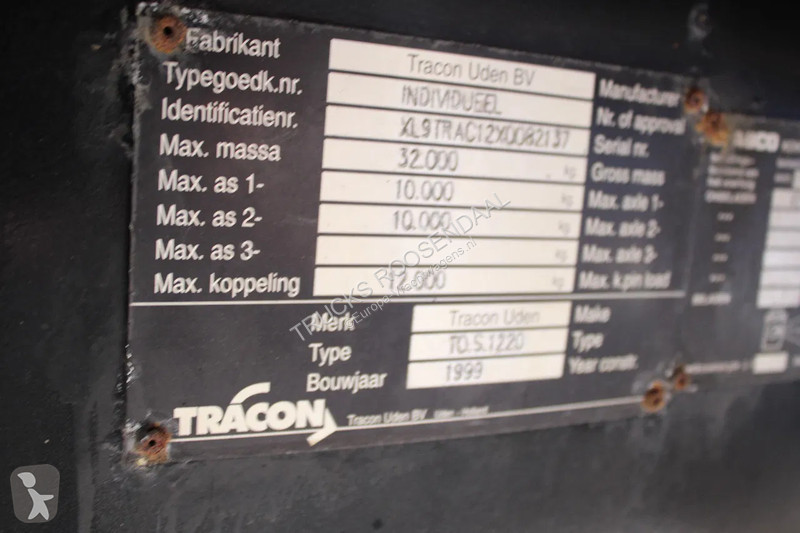 Fabrikant Tracon Uden BV Manufacturer
Typegoedk.nr. INDIVIDUEEL Nr. of approval
Identificatienr. XL9TRAC12X0082137 Serial nr.
Max. massa 32.000 kg Gross mass
Max. as 1- 10.000 kg Max. axle 1-
Max. as 2- 10.000 kg Max. axle 2-
Max. as 3- kg Max. axle 3-
Max. koppeling 12.000 kg Max. k.pin load
Merk Tracon Uden Make
Type TO.S.1220 Type
Bouwjaar 1999 Year constr.
TRACON Tracon Uden BV Uden - Holland
TRUCKS ROOSENDAAL